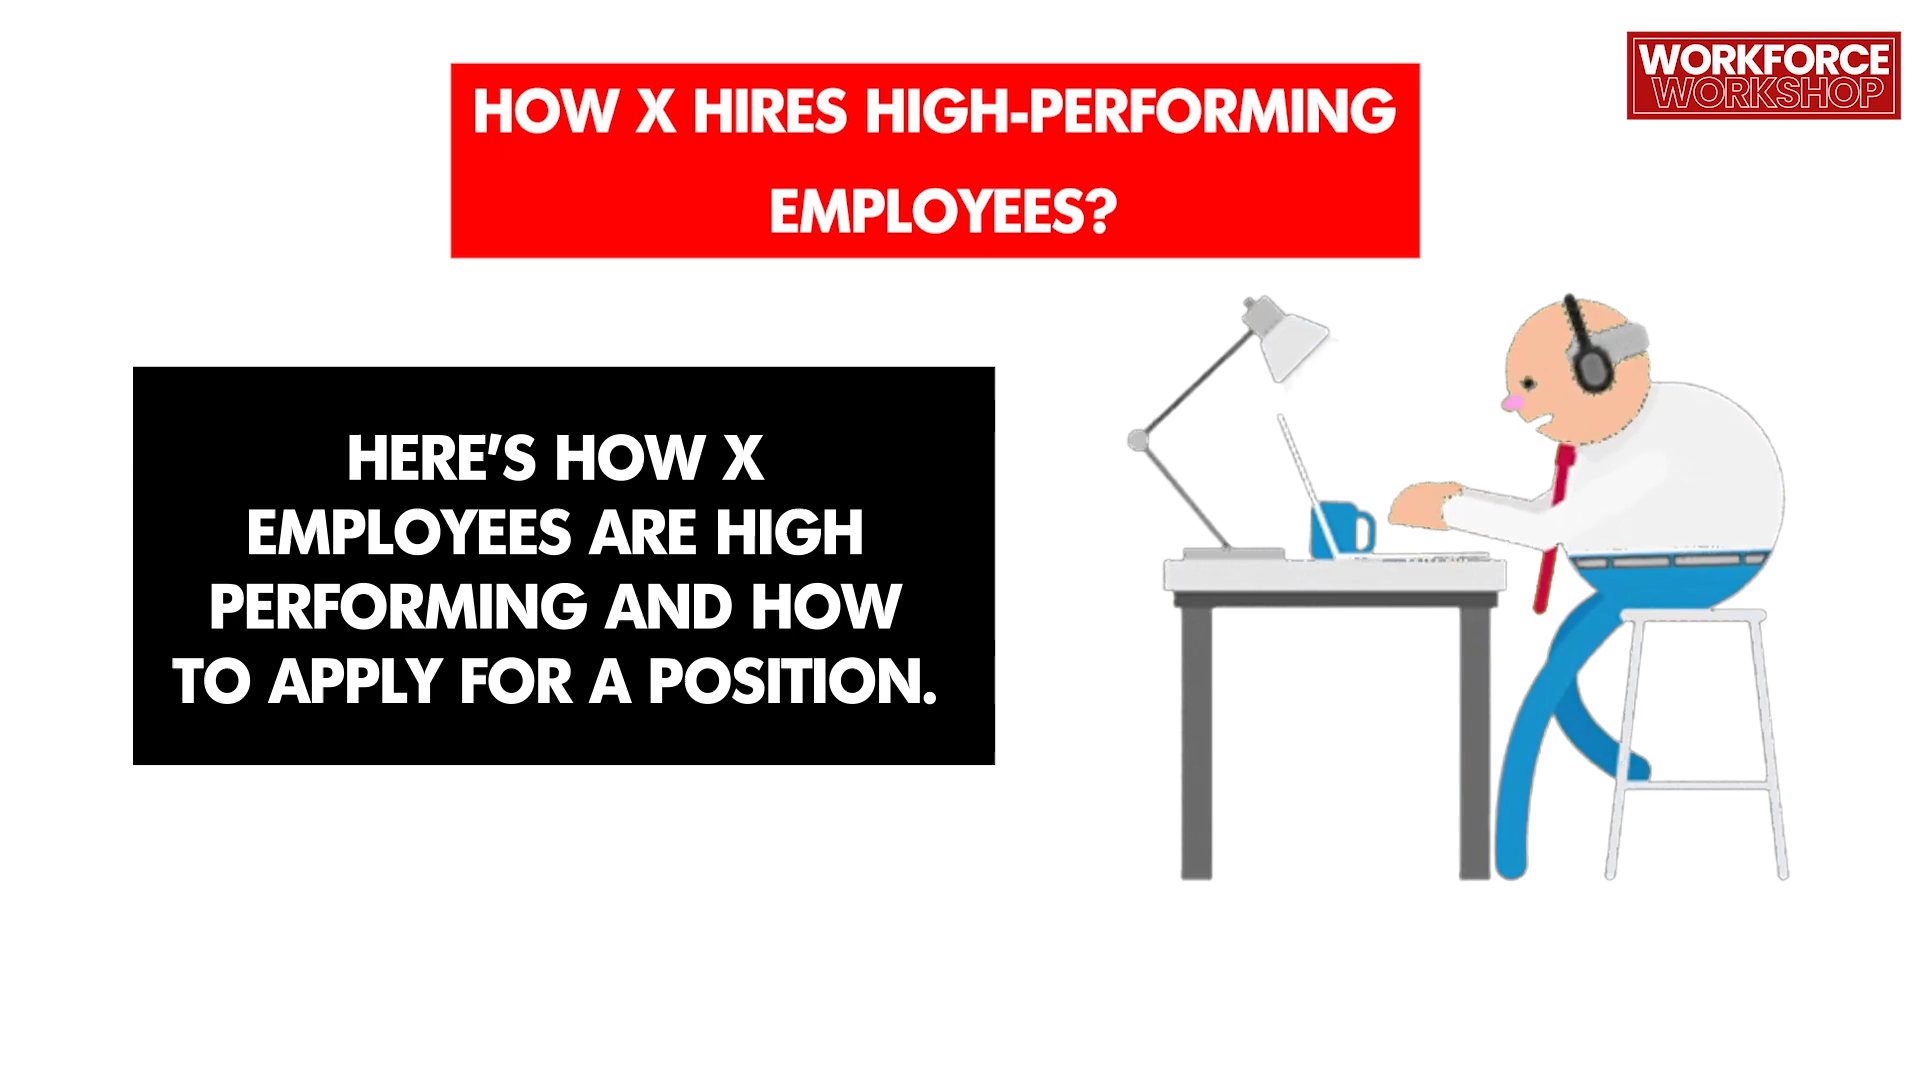 WORKFORCE
WORKSHOP
HOW X HIRES HIGH-PERFORMING
EMPLOYEES?
HERE'S HOW X
EMPLOYEES ARE HIGH
PERFORMING AND HOW
TO APPLY FOR A POSITION.